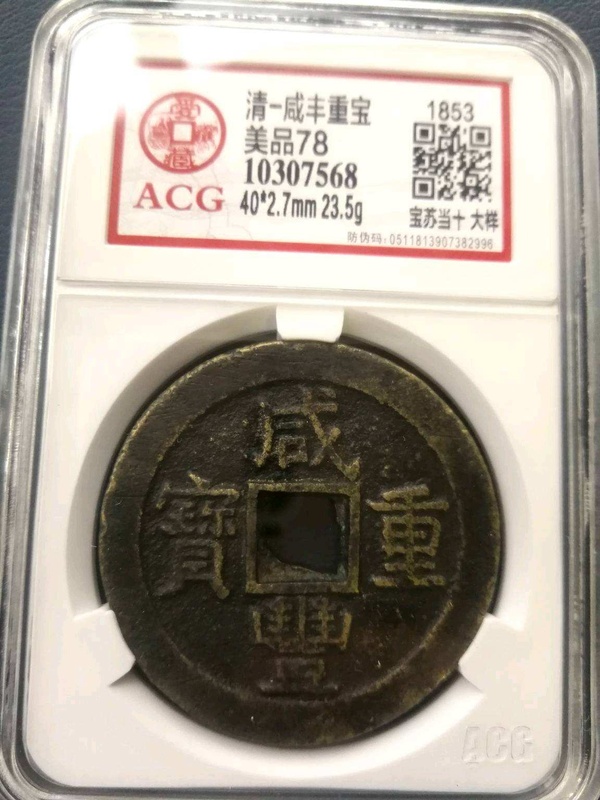 清一咸丰重宝
1853
美品78
10307568
ACG
40*2.7mm 23.5g
宝苏当十 大样
防伪码:0511813907382996
咸
寶 重
豐
ACG